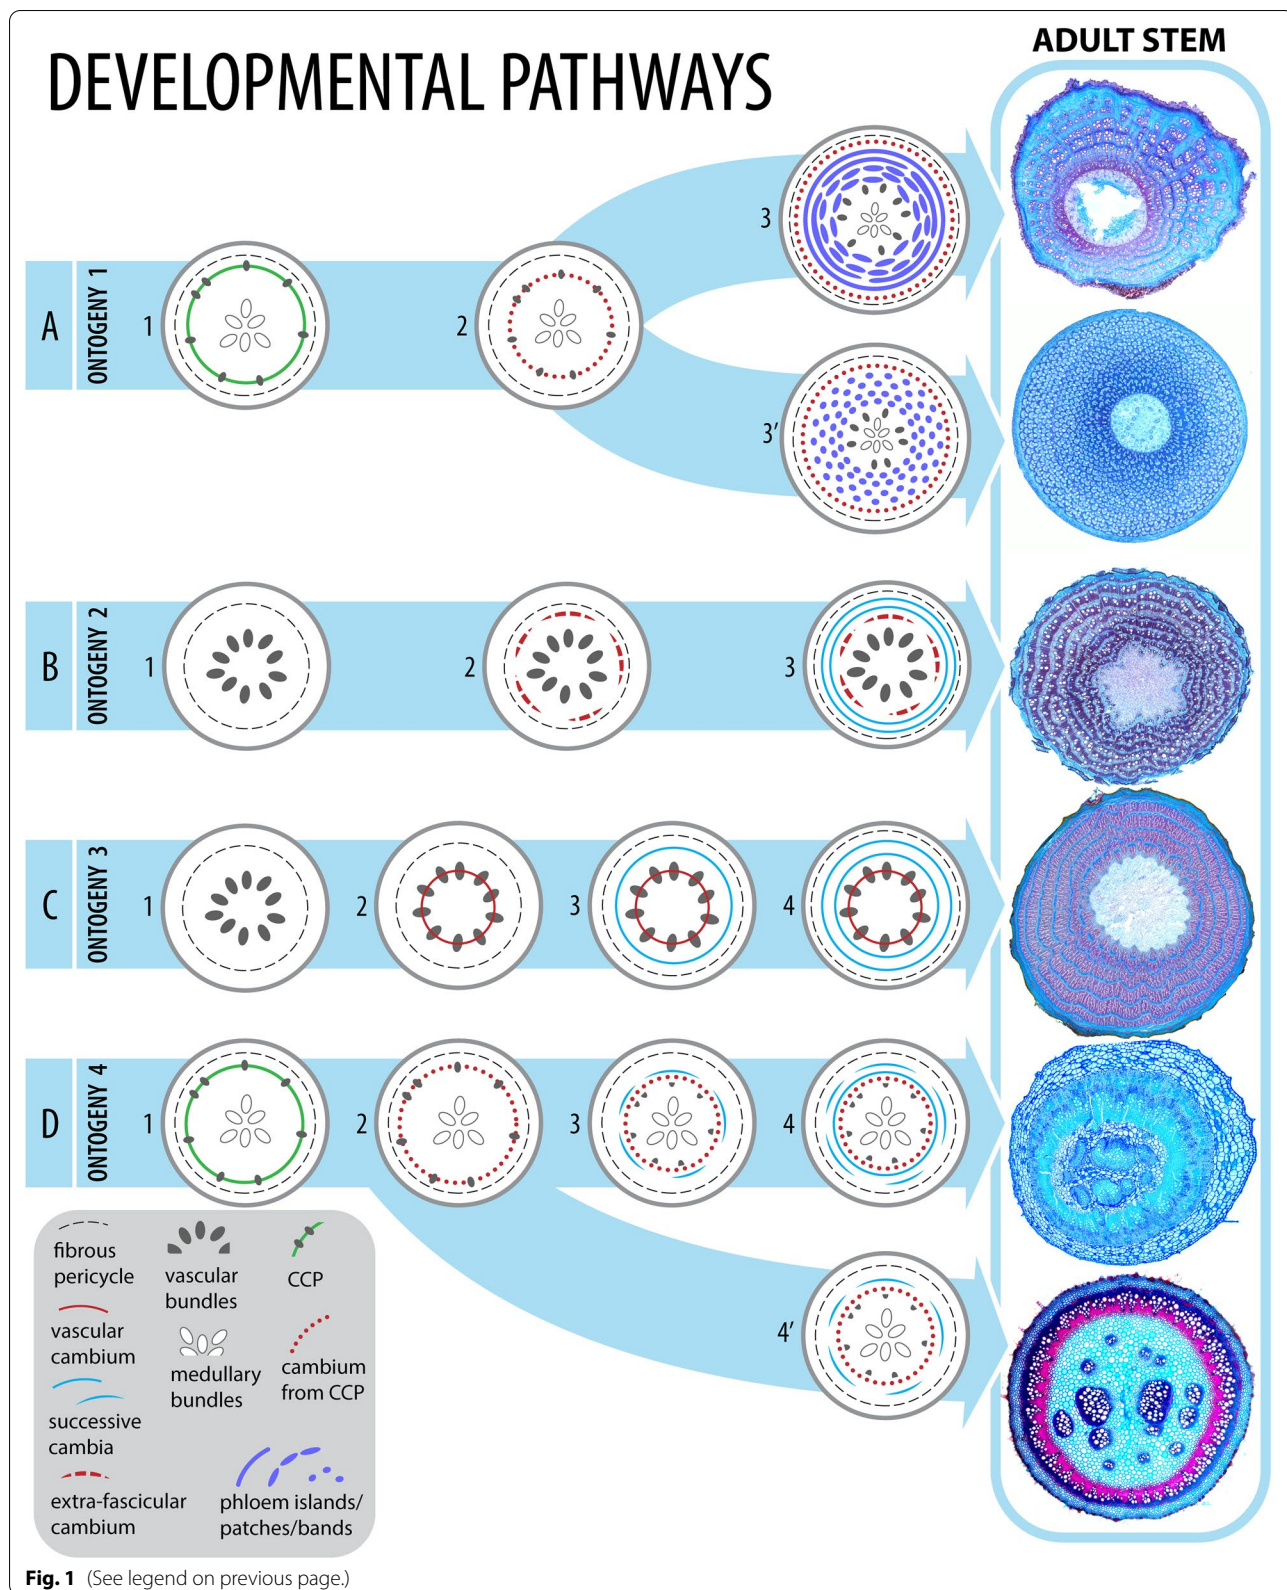 ADULT STEM
DEVELOPMENTAL PATHWAYS
A
ONTOGENY 1
1
2
3
3'
B
ONTOGENY 2
1
2
3
C
ONTOGENY 3
1
2
3
4
D
ONTOGENY 4
1
2
3
4
4'
fibrous
pericycle
vascular
bundles
CCP
vascular
cambium
medullary
bundles
cambium
from CCP
successive
cambia
extra-fascicular
cambium
phloem islands/
patches/bands
Fig. 1 (See legend on previous page.)